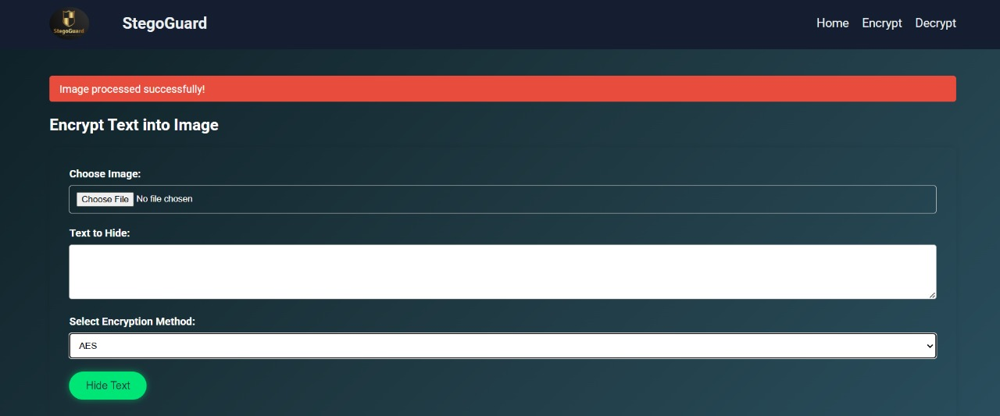 StegoGuard
StegoGuard
Home Encrypt Decrypt
Image processed successfully!
Encrypt Text into Image
Choose Image:
Choose File No file chosen
Text to Hide:
Select Encryption Method:
AES
Hide Text